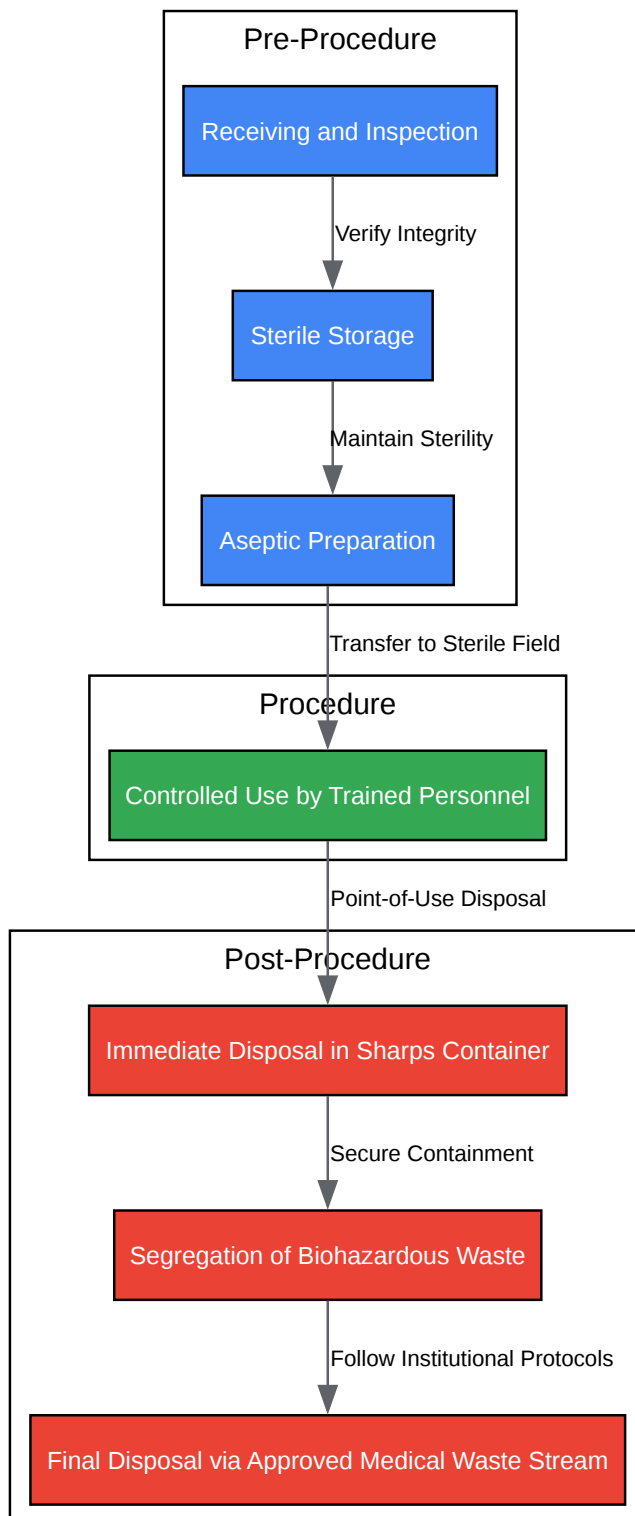 Pre-Procedure
Receiving and Inspection
Verify Integrity
Sterile Storage
Maintain Sterility
Aseptic Preparation
Transfer to Sterile Field
Procedure
Controlled Use by Trained Personnel
Point-of-Use Disposal
Post-Procedure
Immediate Disposal in Sharps Container
Secure Containment
Segregation of Biohazardous Waste
Follow Institutional Protocols
Final Disposal via Approved Medical Waste Stream